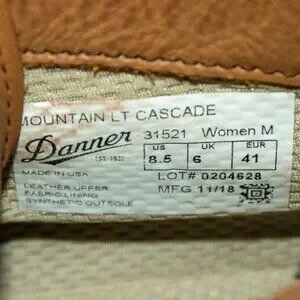 MOUNTAIN LT CASCADE
Danner 31521 Women M
EST. 1932
US UK EUR
8.5 6 41
MADE IN USA
LOT# 0204628
LEATHER UPPER MFG 11/18
FABRIC LINING
SYNTHETIC OUTSOLE